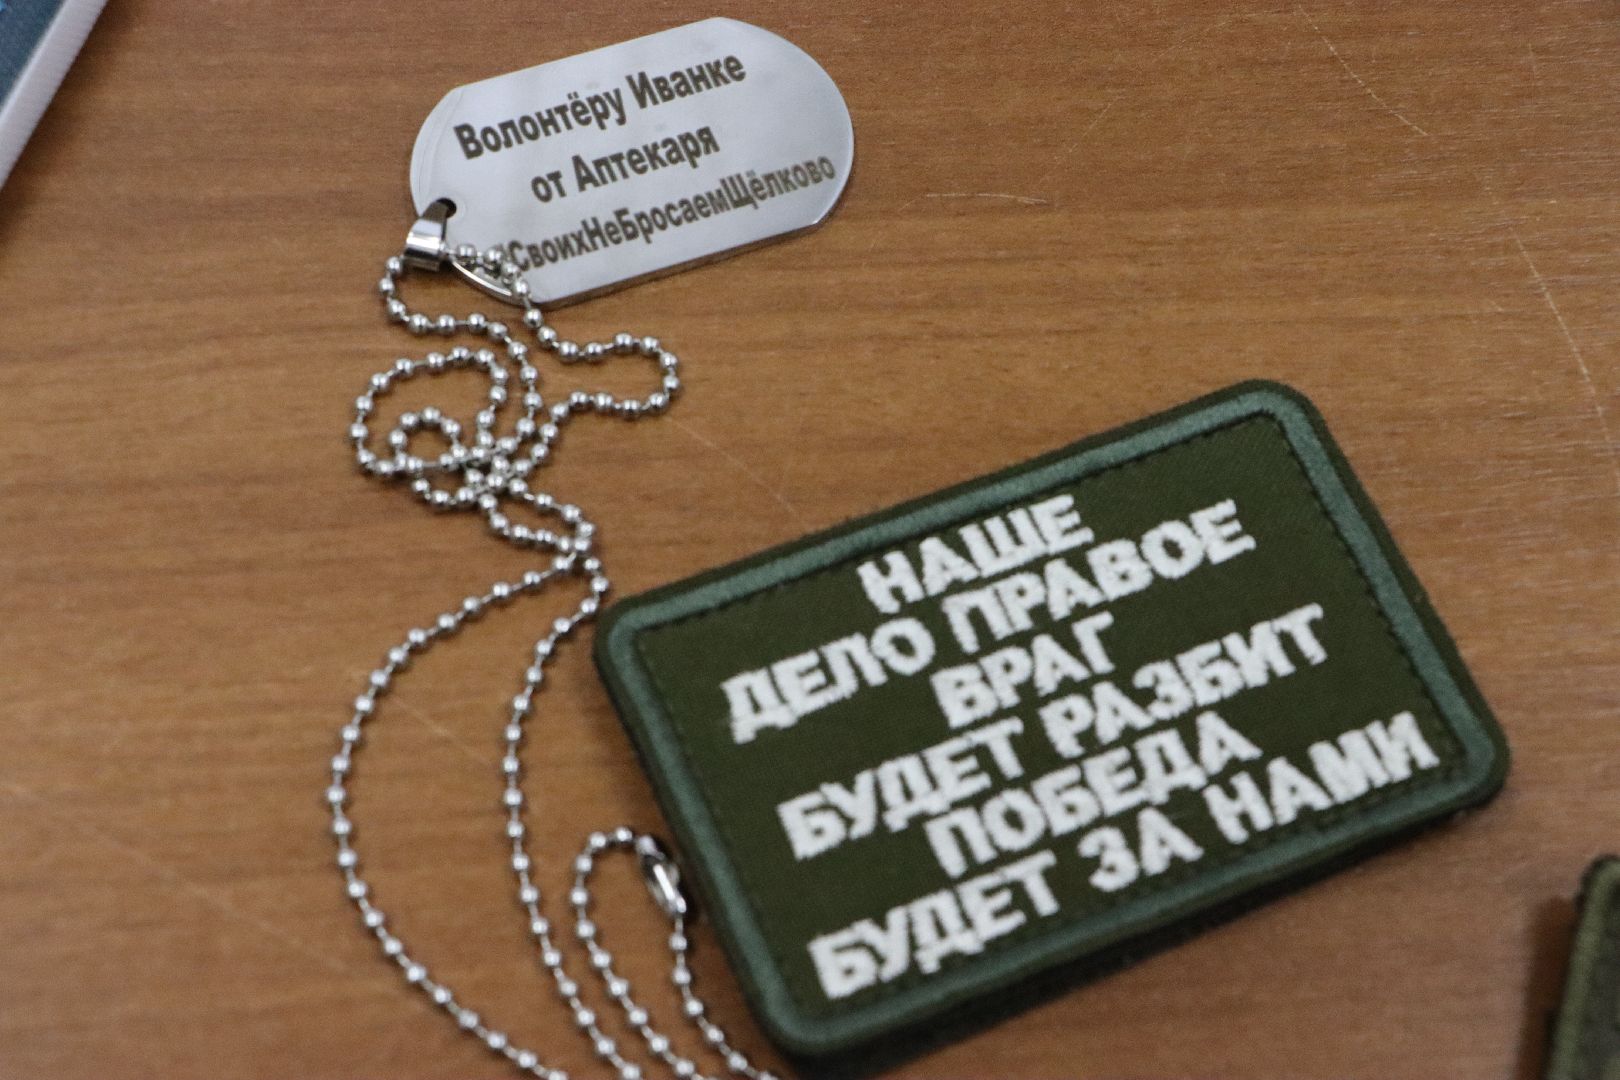 Волонтёру Иванке
от Аптекаря
#СвоихНеБросаемЩёлково
НАШЕ
ДЕЛО ПРАВОЕ
ВРАГ
БУДЕТ РАЗБИТ
ПОБЕДА
БУДЕТ ЗА НАМИ